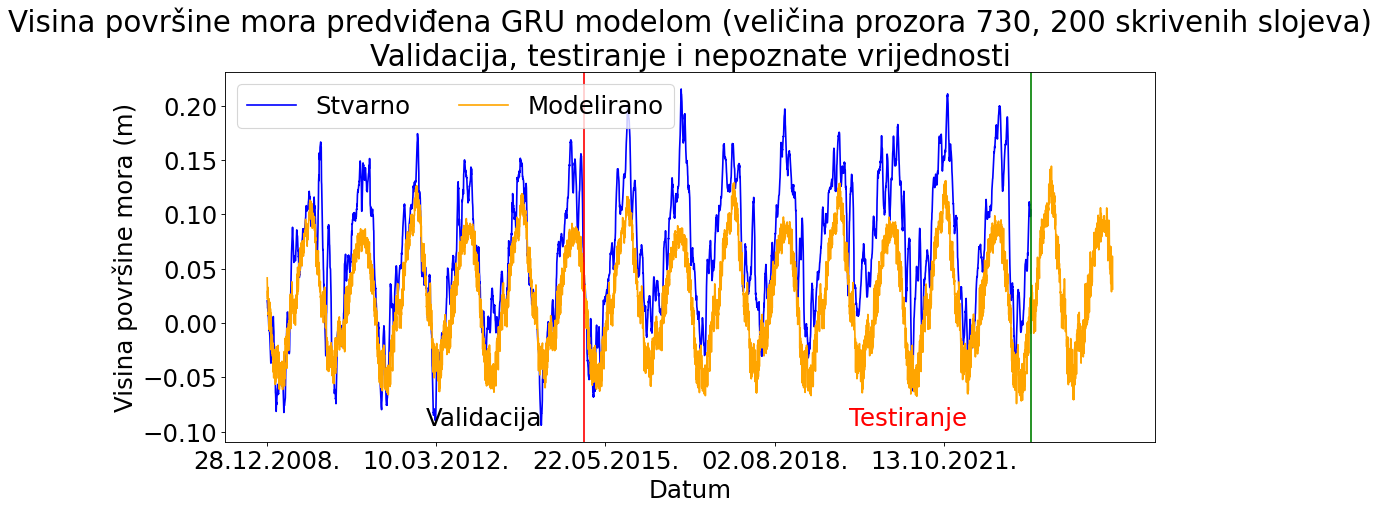 Visina površine mora predviđena GRU modelom (veličina prozora 730, 200 skrivenih slojeva)
Validacija, testiranje i nepoznate vrijednosti
Stvarno
Modelirano
Visina površine mora (m)
0.20
0.15
0.10
0.05
0.00
−0.05
−0.10
Validacija
Testiranje
28.12.2008.
10.03.2012.
22.05.2015.
02.08.2018.
13.10.2021.
Datum